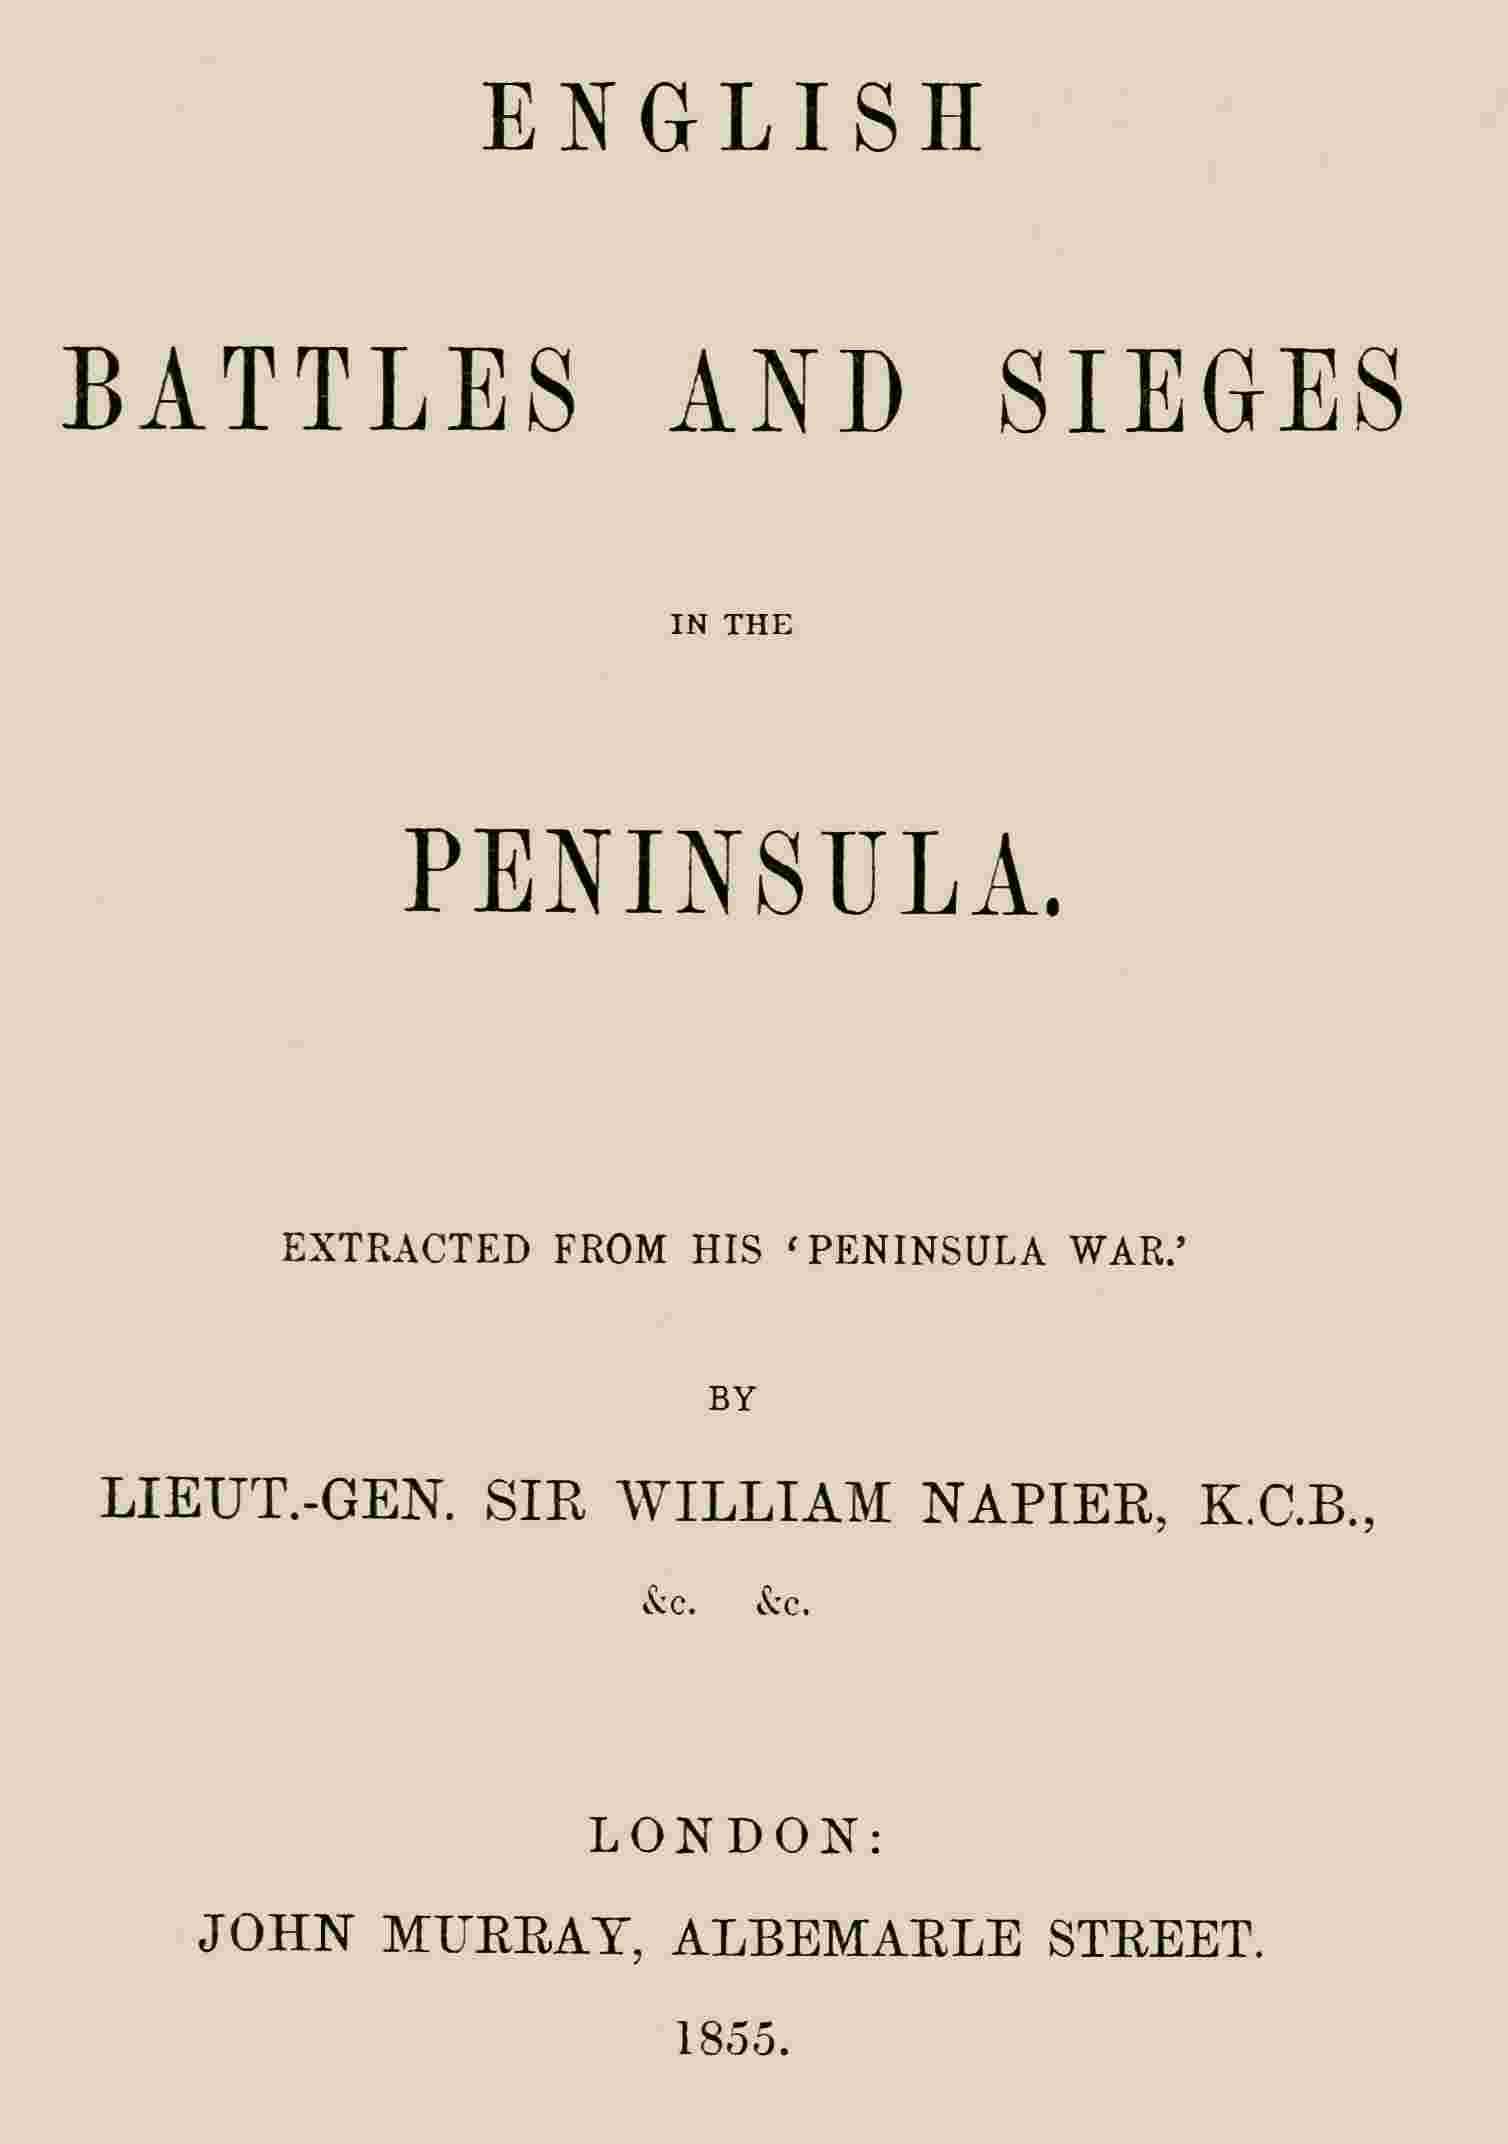 ENGLISH
BATTLES AND SIEGES
IN THE
PENINSULA.
EXTRACTED FROM HIS ‘PENINSULA WAR.’
BY
LIEUT.-GEN. SIR WILLIAM NAPIER, K.C.B.,
&c. &c.
LONDON:
JOHN MURRAY, ALBEMARLE STREET.
1855.